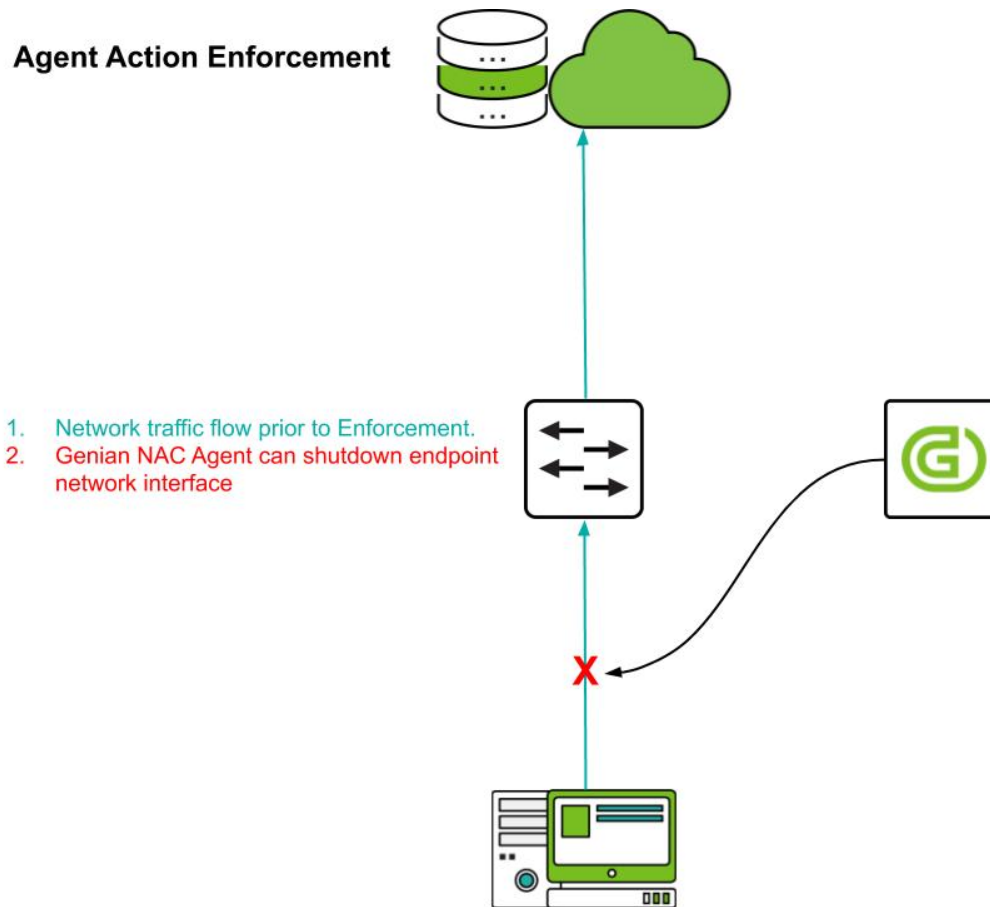 Agent Action Enforcement
1. Network traffic flow prior to Enforcement.
2. Genian NAC Agent can shutdown endpoint
network interface
X
G